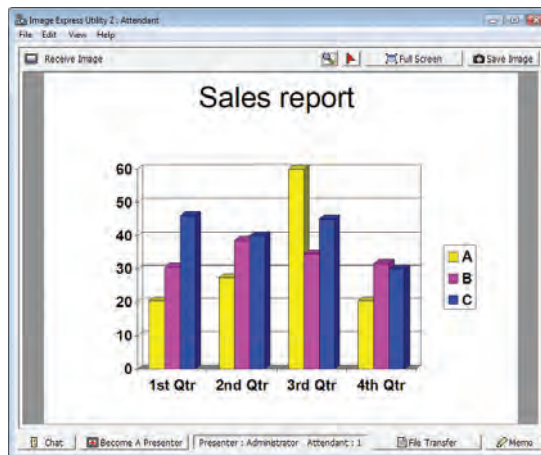 Image Express Utility 2 : Attendant
File Edit View Help
Receive Image Full Screen Save Image
Sales report
60
50
40
30
20
10
0
1st Qtr 2nd Qtr 3rd Qtr 4th Qtr
A
B
C
Chat Become A Presenter Presenter : Administrator Attendant : 1 File Transfer Memo